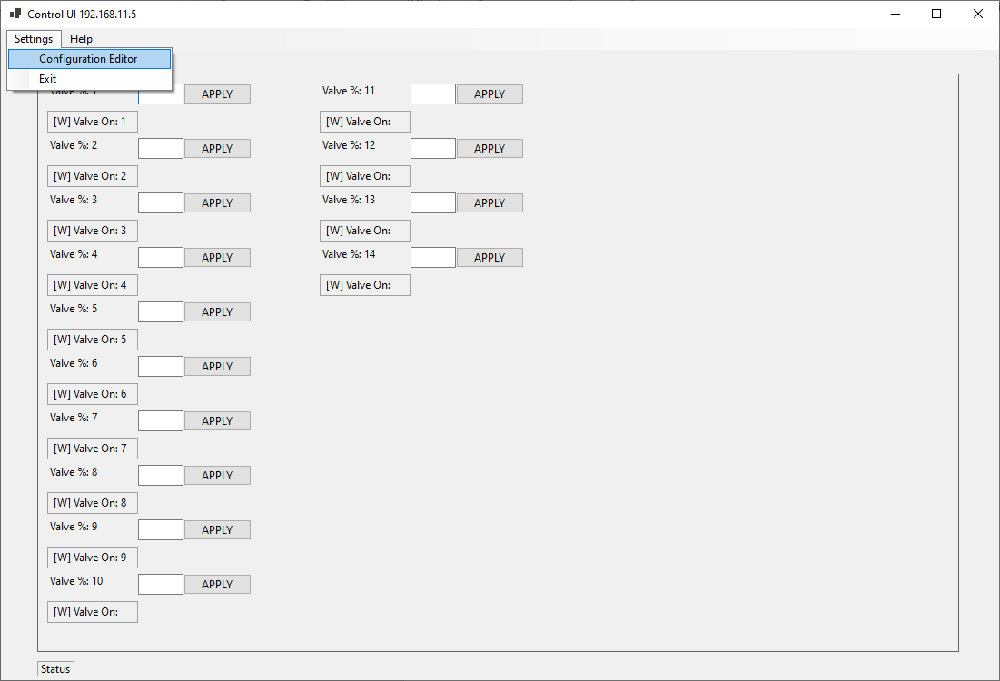 Control UI 192.168.11.5
Settings Help
Configuration Editor
Exit
Valve %: 1 APPLY
[W] Valve On: 1
Valve %: 2 APPLY
[W] Valve On: 2
Valve %: 3 APPLY
[W] Valve On: 3
Valve %: 4 APPLY
[W] Valve On: 4
Valve %: 5 APPLY
[W] Valve On: 5
Valve %: 6 APPLY
[W] Valve On: 6
Valve %: 7 APPLY
[W] Valve On: 7
Valve %: 8 APPLY
[W] Valve On: 8
Valve %: 9 APPLY
[W] Valve On: 9
Valve %: 10 APPLY
[W] Valve On:
Valve %: 11 APPLY
[W] Valve On:
Valve %: 12 APPLY
[W] Valve On:
Valve %: 13 APPLY
[W] Valve On:
Valve %: 14 APPLY
[W] Valve On:
Status